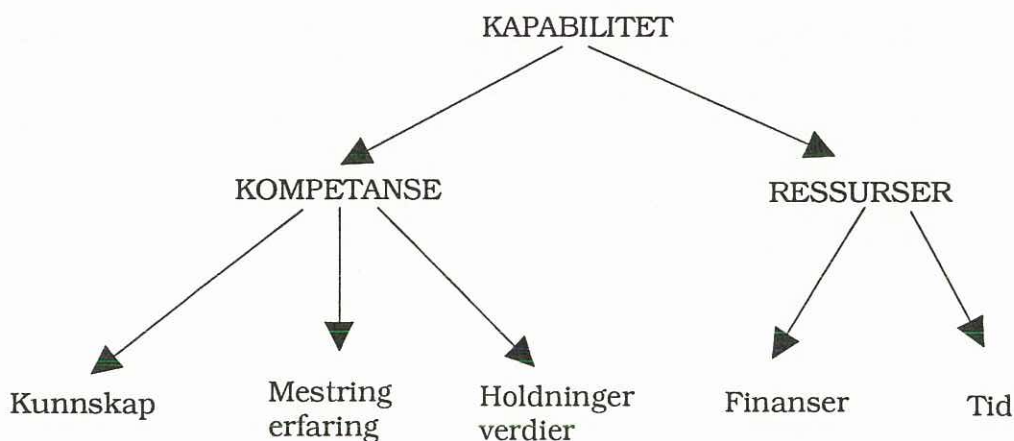 KAPABILITET
KOMPETANSE
RESSURSER
Kunnskap
Mestring
erfaring
Holdninger
verdier
Finanser
Tid